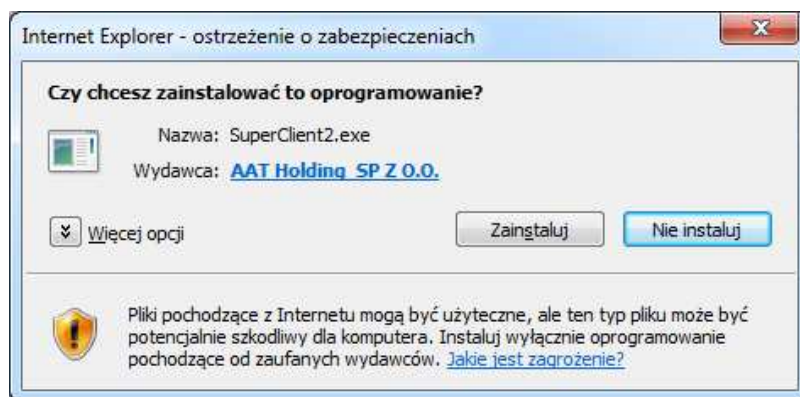 Internet Explorer - ostrzeżenie o zabezpieczeniach
Czy chcesz zainstalować to oprogramowanie?
Nazwa: SuperClient2.exe
Wydawca: AAT Holding SP Z O.O.
Więcej opcji
Zainstaluj
Nie instaluj
Pliki pochodzące z Internetu mogą być użyteczne, ale ten typ pliku może być
potencjalnie szkodliwy dla komputera. Instaluj wyłącznie oprogramowanie
pochodzące od zaufanych wydawców. Jakie jest zagrożenie?